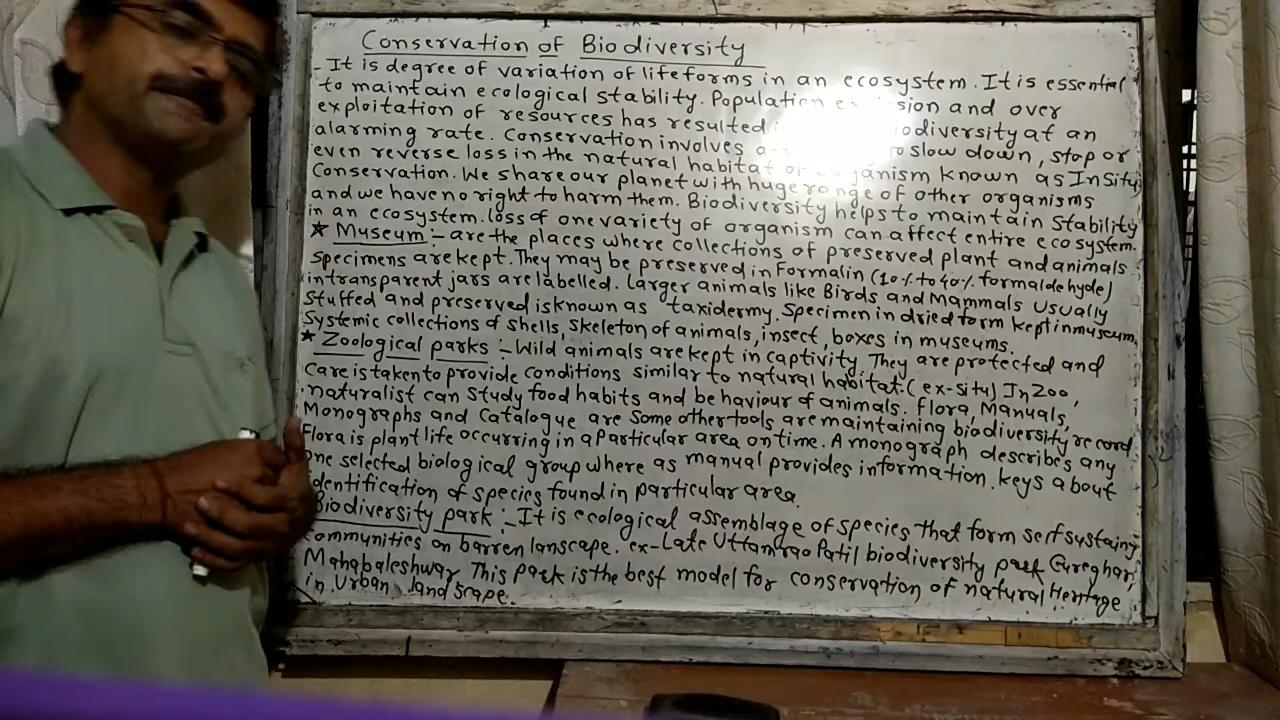 Conservation of Biodiversity
- It is degree of variation of lifeforms in an ecosystem. It is essential
to maintain ecological stability. Population sion and over
exploitation of resources has resulted iodiversity at an
alarming rate. Conservation involves to slow down, stop or
even reverse loss in the natural habitat of organism known as InSitu
Conservation. We share our planet with huge range of other organisms
and we have no right to harm them. Biodiversity helps to maintain stability
in an ecosystem. loss of one variety of organism can affect entire ecosystem.
* Museum :- are the places where collections of preserved plant and animals
specimens are kept. They may be preserved in Formalin (10% to 40% formaldehyde)
in transparent jars are labelled. Larger animals like Birds and Mammals usually
stuffed and preserved is known as taxidermy. Specimen in dried form kept in museum.
Systemic collections of shells, skeleton of animals, insect, boxes in museums.
* Zoological parks :- Wild animals are kept in captivity. They are protected and
care is taken to provide conditions similar to natural habitat. (ex-situ) In Zoo,
naturalist can study food habits and behaviour of animals. Flora, Manuals,
Monographs and Catalogue are some other tools are maintaining biodiversity record.
Flora is plant life occurring in a particular area on time. A monograph describes any
one selected biological group where as manual provides information. keys about
identification of species found in particular area.
Biodiversity park :- It is ecological assemblage of species that form self sustaing
communities on barren lanscape. ex-Late Uttamrao Patil biodiversity park Gureghar,
Mahabaleshwar This park is the best model for conservation of natural Heritage
in Urban landscape.